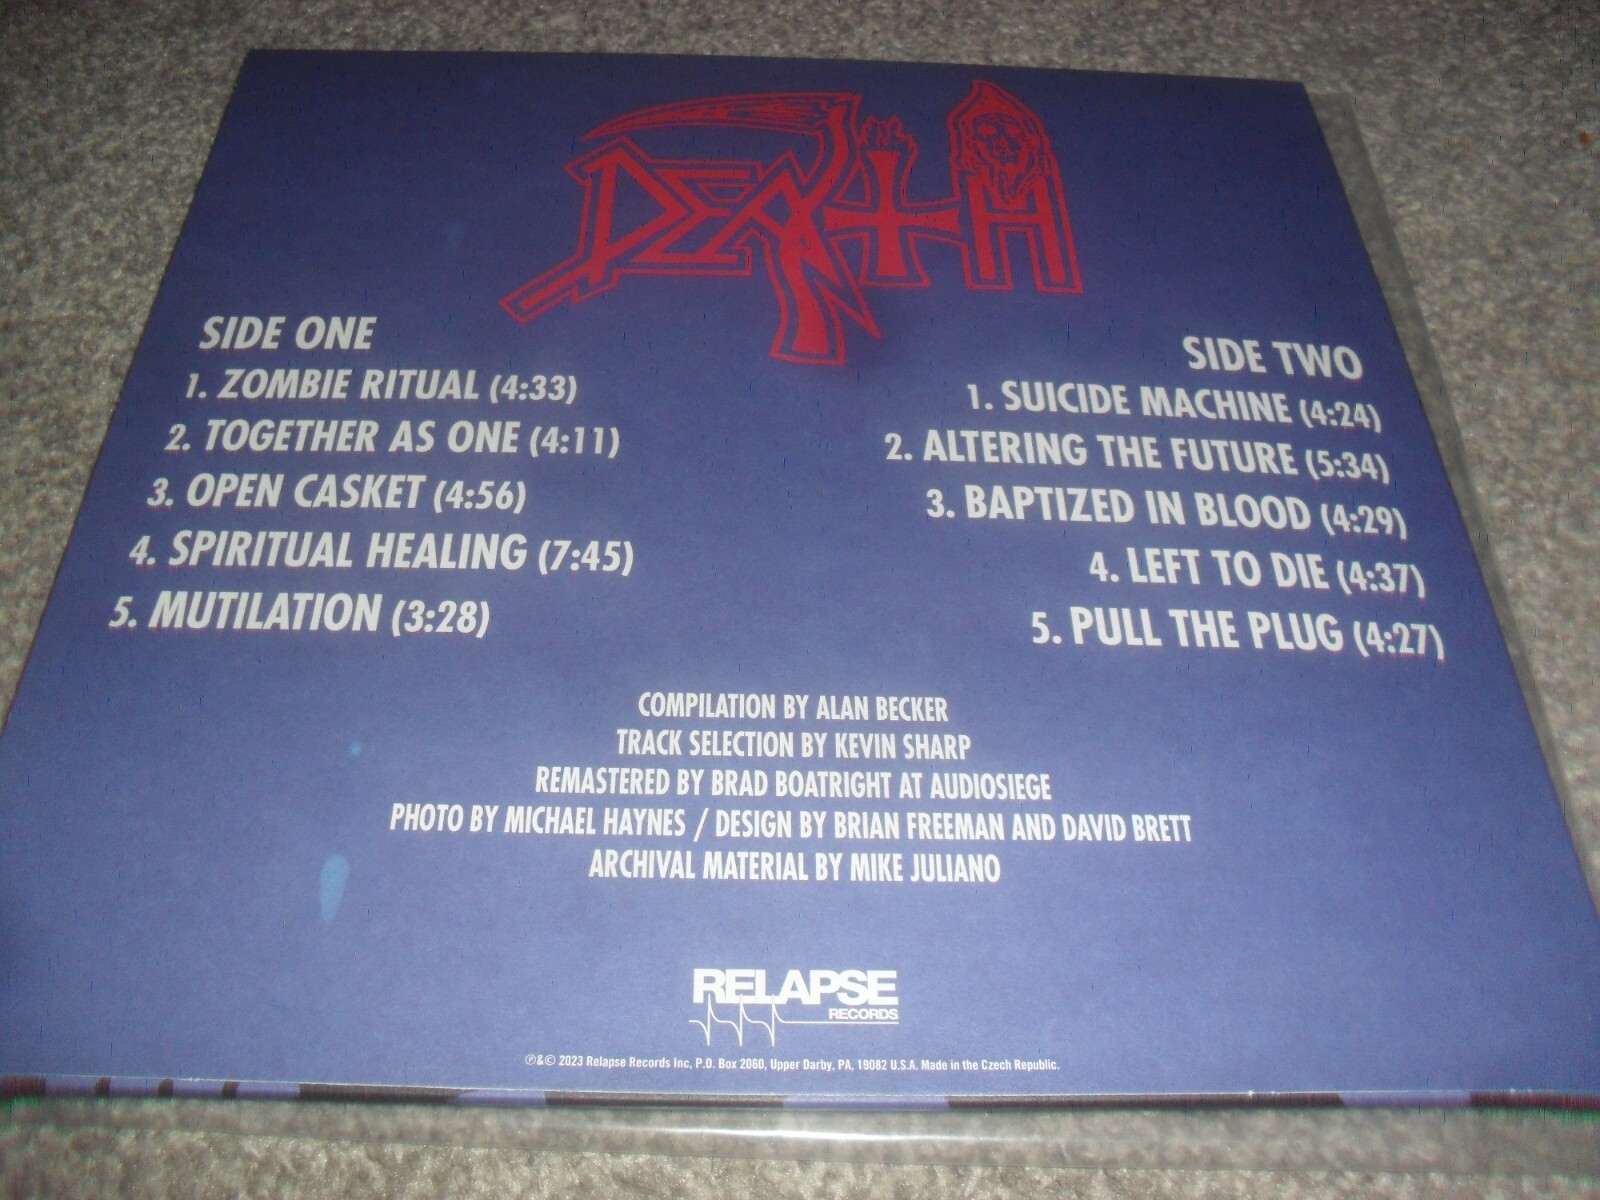 DEATH
SIDE ONE
1. ZOMBIE RITUAL (4:33)
2. TOGETHER AS ONE (4:11)
3. OPEN CASKET (4:56)
4. SPIRITUAL HEALING (7:45)
5. MUTILATION (3:28)
SIDE TWO
1. SUICIDE MACHINE (4:24)
2. ALTERING THE FUTURE (5:34)
3. BAPTIZED IN BLOOD (4:29)
4. LEFT TO DIE (4:37)
5. PULL THE PLUG (4:27)
COMPILATION BY ALAN BECKER
TRACK SELECTION BY KEVIN SHARP
REMASTERED BY BRAD BOATRIGHT AT AUDIOSIEGE
PHOTO BY MICHAEL HAYNES / DESIGN BY BRIAN FREEMAN AND DAVID BRETT
ARCHIVAL MATERIAL BY MIKE JULIANO
RELAPSE
RECORDS
℗&© 2023 Relapse Records Inc, P.O. Box 2060, Upper Darby, PA, 19082 U.S.A. Made in the Czech Republic.